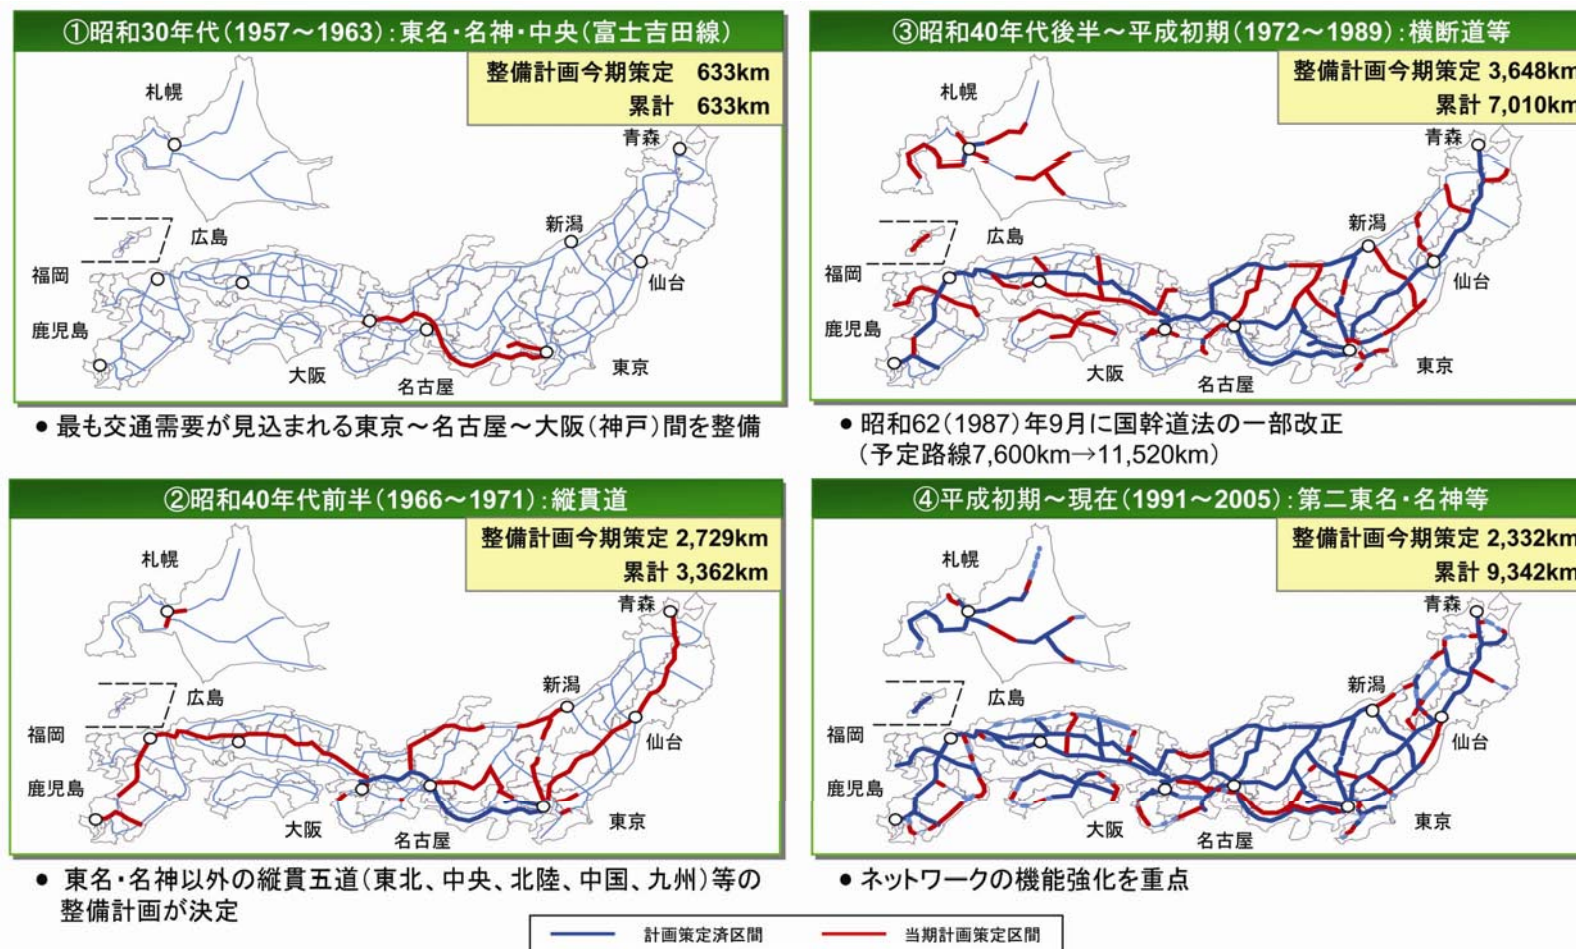 ①昭和30年代(1957～1963):東名・名神・中央(富士吉田線)
整備計画今期策定 633km
累計 633km
札幌
青森
新潟
広島
福岡
仙台
鹿児島
大阪
名古屋
東京
● 最も交通需要が見込まれる東京～名古屋～大阪(神戸)間を整備
②昭和40年代前半(1966～1971):縦貫道
整備計画今期策定 2,729km
累計 3,362km
札幌
青森
新潟
広島
福岡
仙台
鹿児島
大阪
名古屋
東京
● 東名・名神以外の縦貫五道(東北、中央、北陸、中国、九州)等の
整備計画が決定
③昭和40年代後半～平成初期(1972～1989):横断道等
整備計画今期策定 3,648km
累計 7,010km
札幌
青森
新潟
広島
福岡
仙台
鹿児島
大阪
名古屋
東京
● 昭和62(1987)年9月に国幹道法の一部改正
(予定路線7,600km→11,520km)
④平成初期～現在(1991～2005):第二東名・名神等
整備計画今期策定 2,332km
累計 9,342km
札幌
青森
新潟
広島
福岡
仙台
鹿児島
大阪
名古屋
東京
● ネットワークの機能強化を重点
計画策定済区間
当期計画策定区間